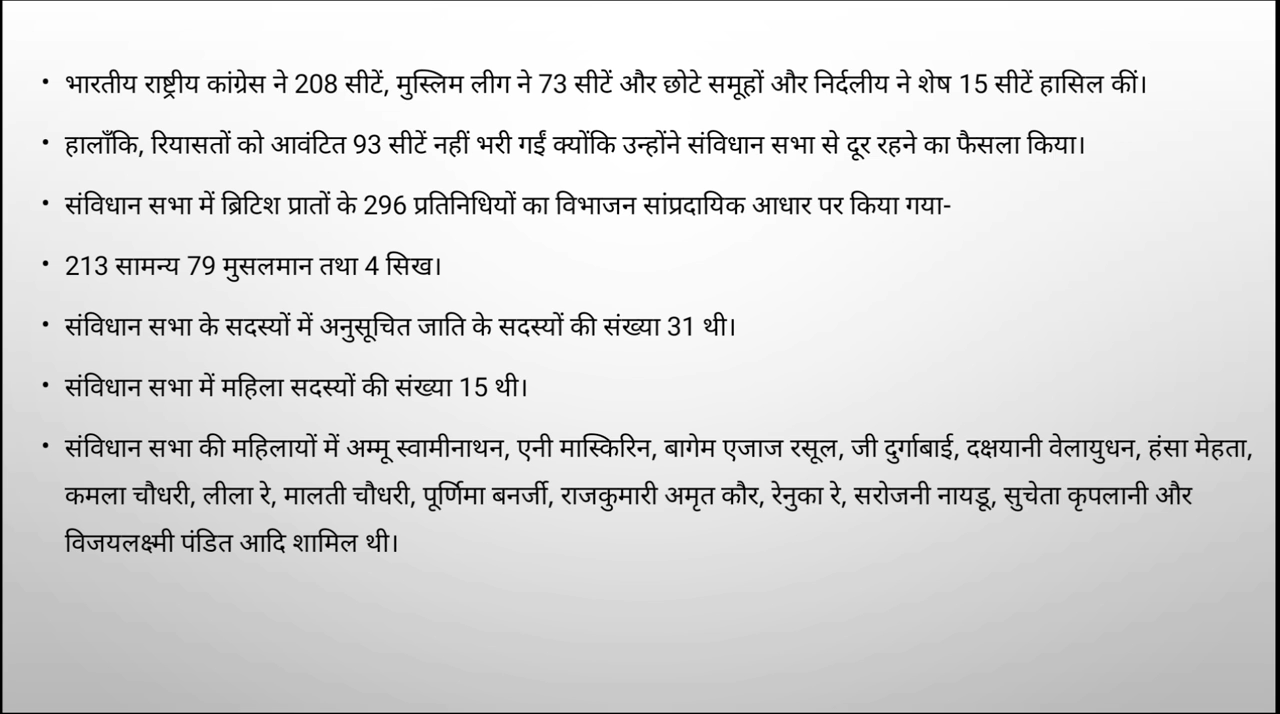 • भारतीय राष्ट्रीय कांग्रेस ने 208 सीटें, मुस्लिम लीग ने 73 सीटें और छोटे समूहों और निर्दलीय ने शेष 15 सीटें हासिल कीं।
• हालाँकि, रियासतों को आवंटित 93 सीटें नहीं भरी गईं क्योंकि उन्होंने संविधान सभा से दूर रहने का फैसला किया।
• संविधान सभा में ब्रिटिश प्रातों के 296 प्रतिनिधियों का विभाजन सांप्रदायिक आधार पर किया गया-
• 213 सामन्य 79 मुसलमान तथा 4 सिख।
• संविधान सभा के सदस्यों में अनुसूचित जाति के सदस्यों की संख्या 31 थी।
• संविधान सभा में महिला सदस्यों की संख्या 15 थी।
• संविधान सभा की महिलायों में अम्मू स्वामीनाथन, एनी मास्किरिन, बागेम एजाज रसूल, जी दुर्गाबाई, दक्षयानी वेलायुधन, हंसा मेहता,
कमला चौधरी, लीला रे, मालती चौधरी, पूर्णिमा बनर्जी, राजकुमारी अमृत कौर, रेनुका रे, सरोजनी नायडू, सुचेता कृपलानी और
विजयलक्ष्मी पंडित आदि शामिल थी।